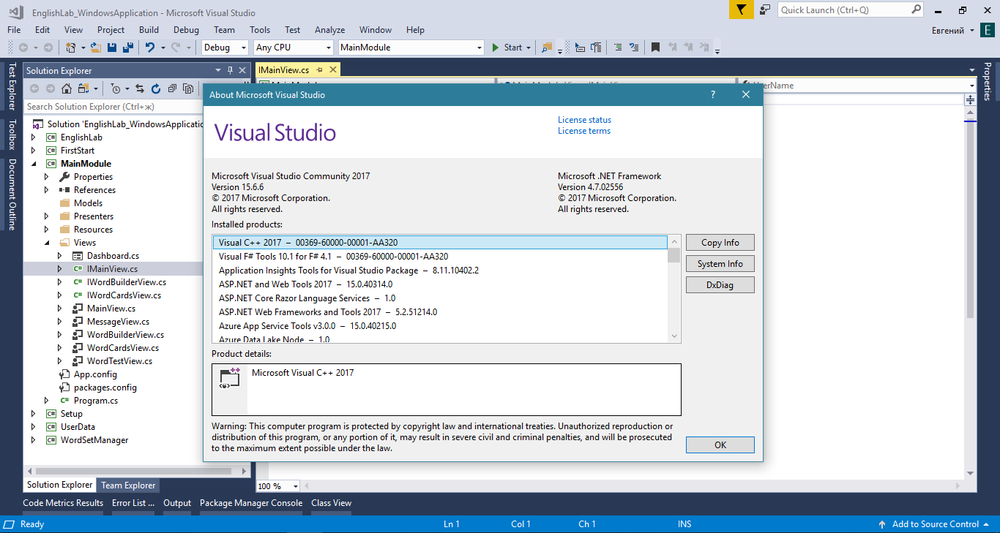 EnglishLab_WindowsApplication - Microsoft Visual Studio
Quick Launch (Ctrl+Q)
File Edit View Project Build Debug Team Tools Test Analyze Window Help
Евгений E
Debug Any CPU MainModule Start
Test Explorer
Toolbox
Document Outline
Solution Explorer
Search Solution Explorer (Ctrl+ж)
Solution 'EnglishLab_WindowsApplication
C# EnglishLab
C# FirstStart
C# MainModule
Properties
References
Models
Presenters
Resources
Views
Dashboard.cs
C# IMainView.cs
C# IWordBuilderView.cs
C# IWordCardsView.cs
MainView.cs
MessageView.cs
WordBuilderView.cs
WordCardsView.cs
WordTestView.cs
App.config
packages.config
C# Program.cs
C# Setup
C# UserData
C# WordSetManager
Solution Explorer Team Explorer
IMainView.cs
Properties
About Microsoft Visual Studio
?
Visual Studio
License status
License terms
Microsoft Visual Studio Community 2017
Version 15.6.6
© 2017 Microsoft Corporation.
All rights reserved.
Microsoft .NET Framework
Version 4.7.02556
© 2017 Microsoft Corporation.
All rights reserved.
Installed products:
Visual C++ 2017 – 00369-60000-00001-AA320
Visual F# Tools 10.1 for F# 4.1 – 00369-60000-00001-AA320
Application Insights Tools for Visual Studio Package – 8.11.10402.2
ASP.NET and Web Tools 2017 – 15.0.40314.0
ASP.NET Core Razor Language Services – 1.0
ASP.NET Web Frameworks and Tools 2017 – 5.2.51214.0
Azure App Service Tools v3.0.0 – 15.0.40215.0
Azure Data Lake Node – 1.0
Copy Info
System Info
DxDiag
Product details:
Microsoft Visual C++ 2017
Warning: This computer program is protected by copyright law and international treaties. Unauthorized reproduction or
distribution of this program, or any portion of it, may result in severe civil and criminal penalties, and will be prosecuted
to the maximum extent possible under the law.
OK
100 %
Code Metrics Results Error List ... Output Package Manager Console Class View
Ready Ln 1 Col 1 Ch 1 INS Add to Source Control